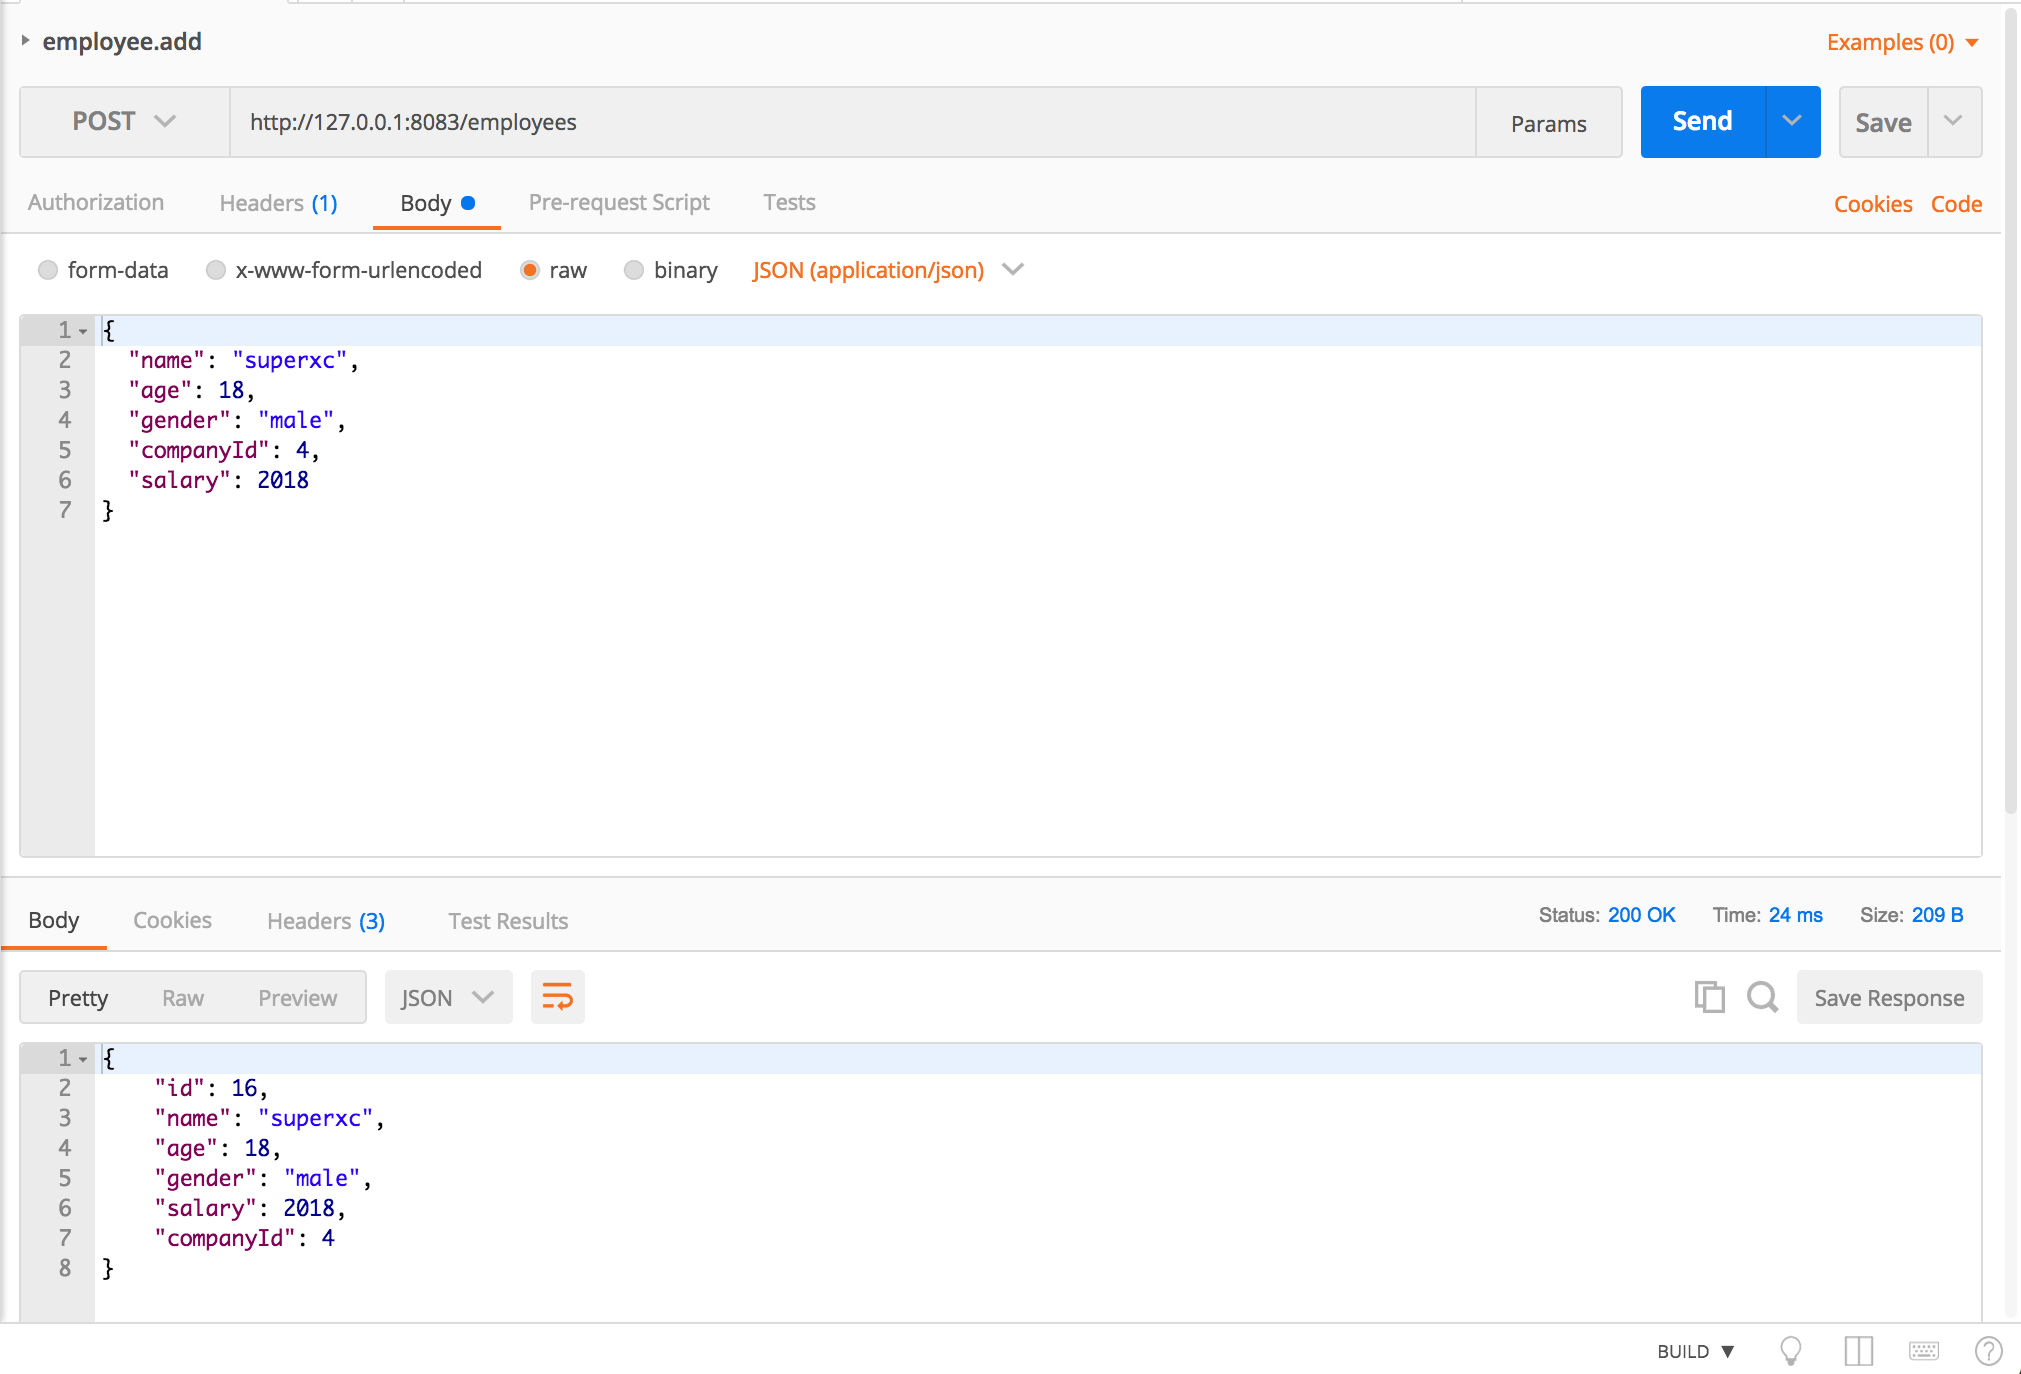 employee.add
Examples (0)
POST http://127.0.0.1:8083/employees Params Send Save
Authorization Headers (1) Body Pre-request Script Tests Cookies Code
form-data x-www-form-urlencoded raw binary JSON (application/json)
1 {
2 "name": "superxc",
3 "age": 18,
4 "gender": "male",
5 "companyId": 4,
6 "salary": 2018
7 }
Body Cookies Headers (3) Test Results Status: 200 OK Time: 24 ms Size: 209 B
Pretty Raw Preview JSON Save Response
1 {
2 "id": 16,
3 "name": "superxc",
4 "age": 18,
5 "gender": "male",
6 "salary": 2018,
7 "companyId": 4
8 }
BUILD